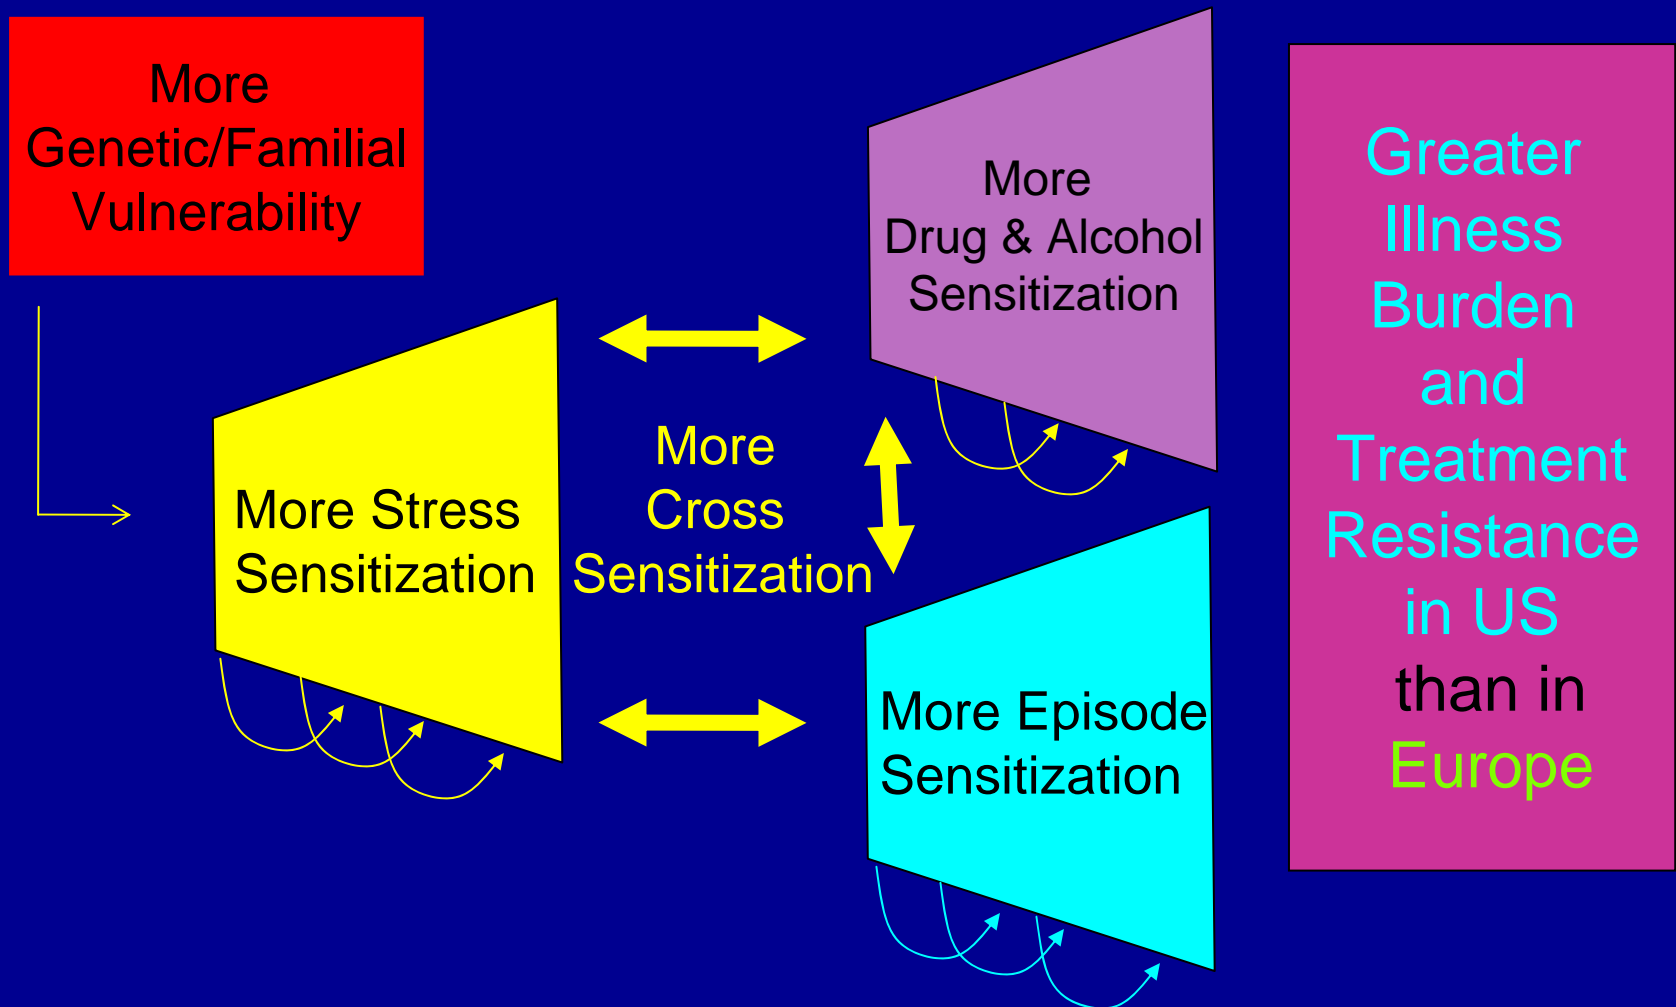 More
Genetic/Familial
Vulnerability
More
Drug & Alcohol
Sensitization
More Stress
Sensitization
More
Cross
Sensitization
More Episode
Sensitization
Greater
Illness
Burden
and
Treatment
Resistance
in US
than in
Europe